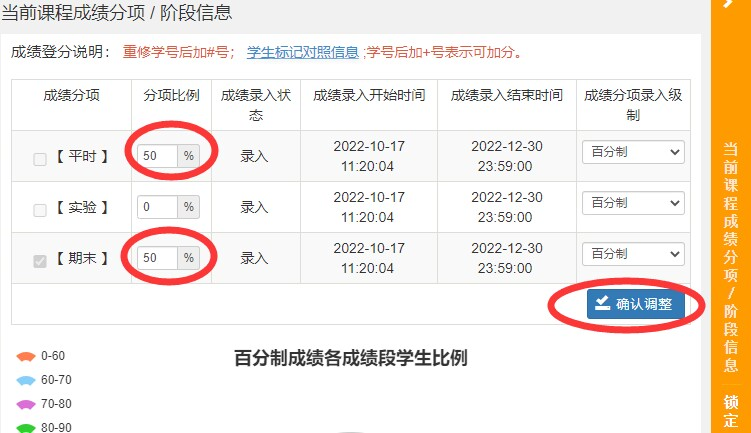 当前课程成绩分项 / 阶段信息
成绩登分说明： 重修学号后加#号； 学生标记对照信息 ;学号后加+号表示可加分。
成绩分项 分项比例 成绩录入状态 成绩录入开始时间 成绩录入结束时间 成绩分项录入级制
【 平时 】 50 % 录入 2022-10-17 11:20:04 2022-12-30 23:59:00 百分制
【 实验 】 0 % 录入 2022-10-17 11:20:04 2022-12-30 23:59:00 百分制
【 期末 】 50 % 录入 2022-10-17 11:20:04 2022-12-30 23:59:00 百分制
确认调整
百分制成绩各成绩段学生比例
0-60
60-70
70-80
80-90
当前课程成绩分项/阶段信息
锁定